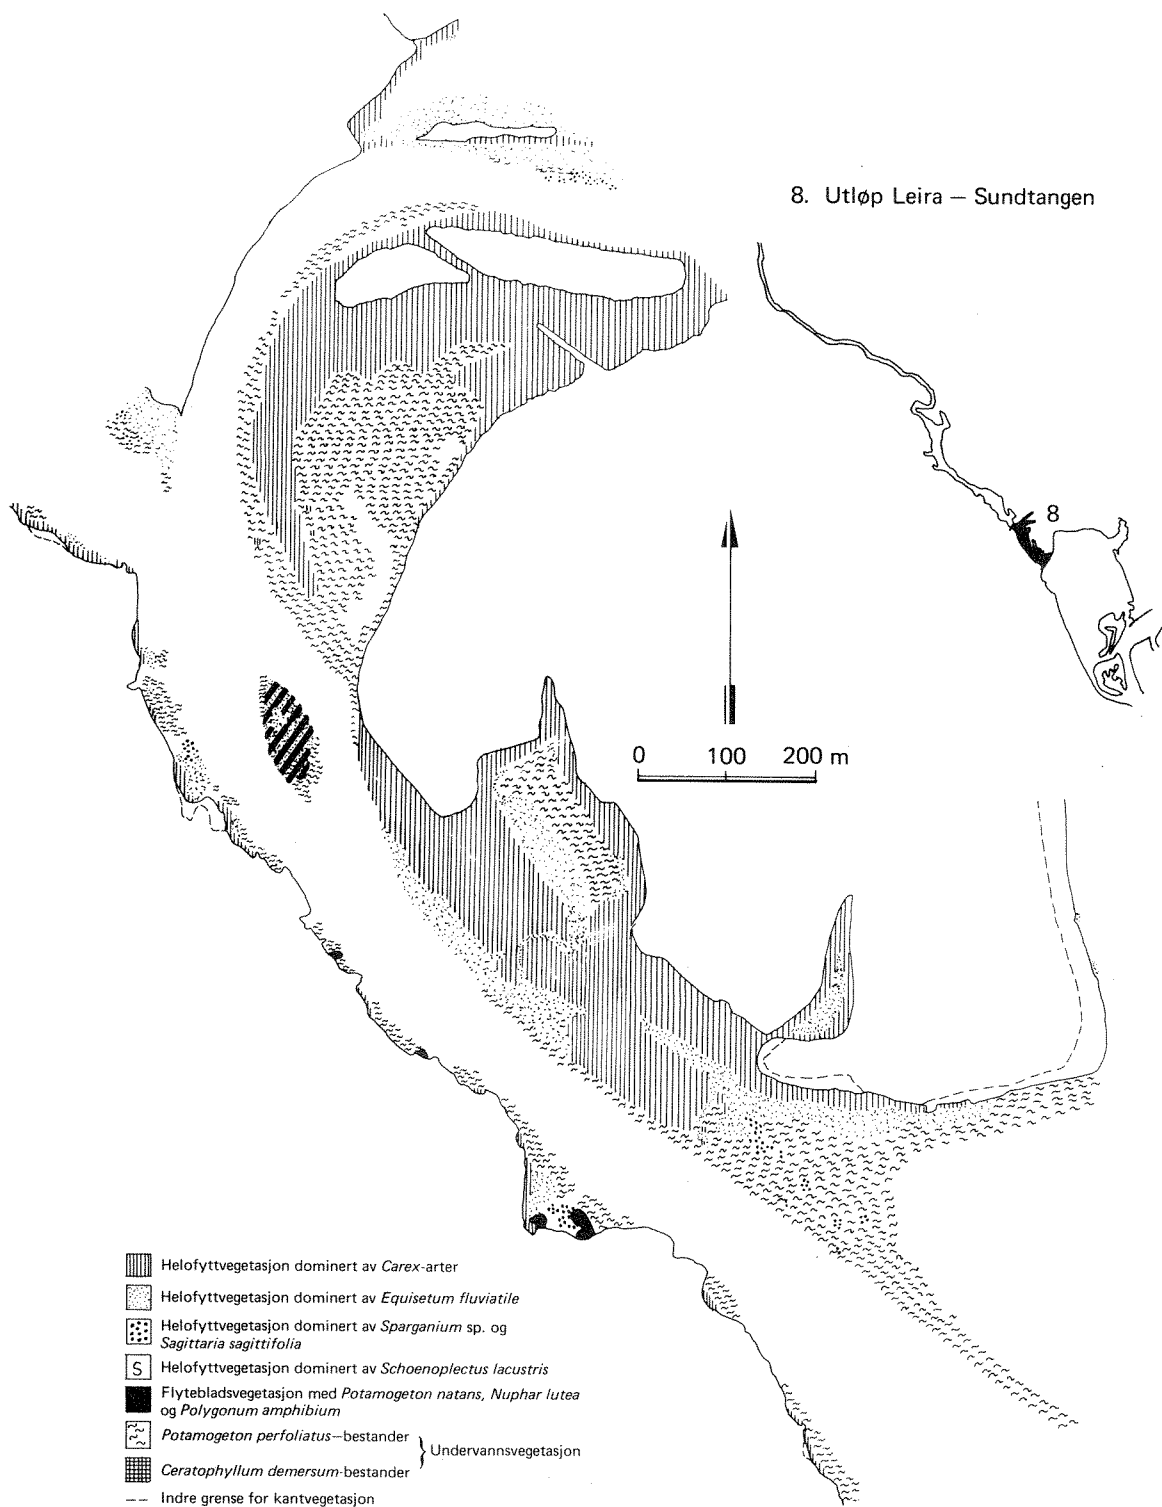 8. Utløp Leira – Sundtangen
8
0 100 200 m
Helofyttvegetasjon dominert av Carex-arter
Helofyttvegetasjon dominert av Equisetum fluviatile
Helofyttvegetasjon dominert av Sparganium sp. og
Sagittaria sagittifolia
S Helofyttvegetasjon dominert av Schoenoplectus lacustris
Flytebladsvegetasjon med Potamogeton natans, Nuphar lutea
og Polygonum amphibium
Potamogeton perfoliatus–bestander
Undervannsvegetasjon
Ceratophyllum demersum-bestander
Indre grense for kantvegetasjon